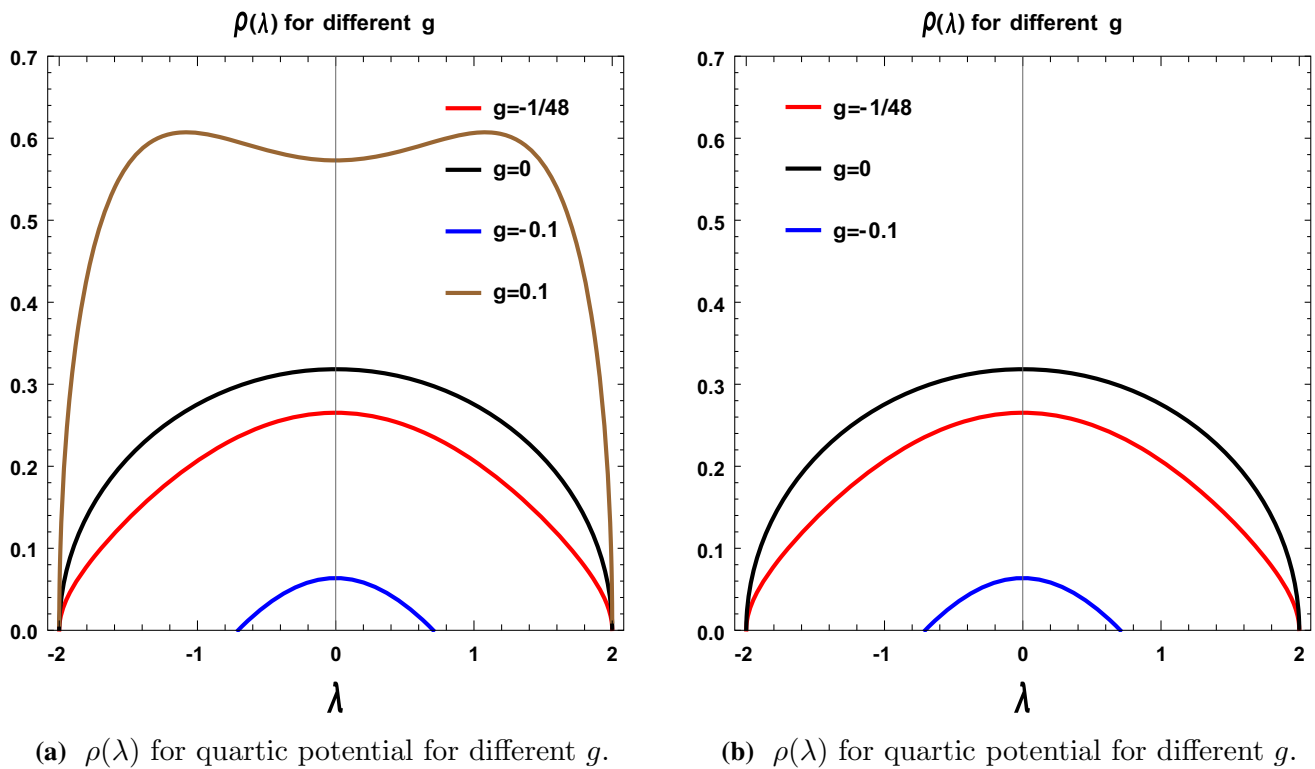 ρ(λ) for different g
0.7
0.6
0.5
0.4
0.3
0.2
0.1
0.0
-2
-1
0
1
2
λ
g=-1/48
g=0
g=-0.1
g=0.1
(a) ρ(λ) for quartic potential for different g.
ρ(λ) for different g
0.7
0.6
0.5
0.4
0.3
0.2
0.1
0.0
-2
-1
0
1
2
λ
g=-1/48
g=0
g=-0.1
(b) ρ(λ) for quartic potential for different g.